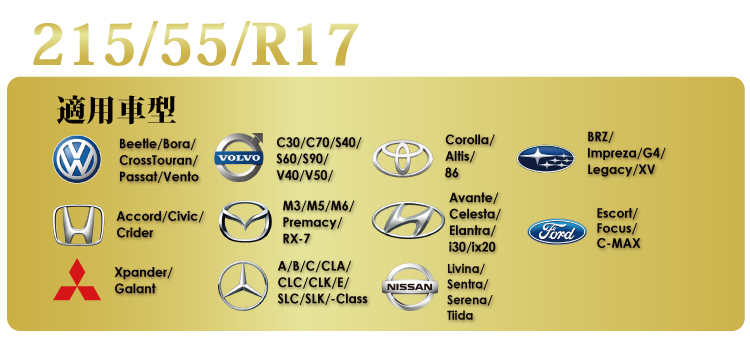 215/55/R17
適用車型
Beetle/Bora/
CrossTouran/
Passat/Vento
VOLVO
C30/C70/S40/
S60/S90/
V40/V50/
Corolla/
Altis/
86
BRZ/
Impreza/G4/
Legacy/XV
Accord/Civic/
Crider
M3/M5/M6/
Premacy/
RX-7
Avante/
Celesta/
Elantra/
i30/ix20
Ford
Escort/
Focus/
C-MAX
Xpander/
Galant
A/B/C/CLA/
CLC/CLK/E/
SLC/SLK/-Class
NISSAN
Livina/
Sentra/
Serena/
Tiida